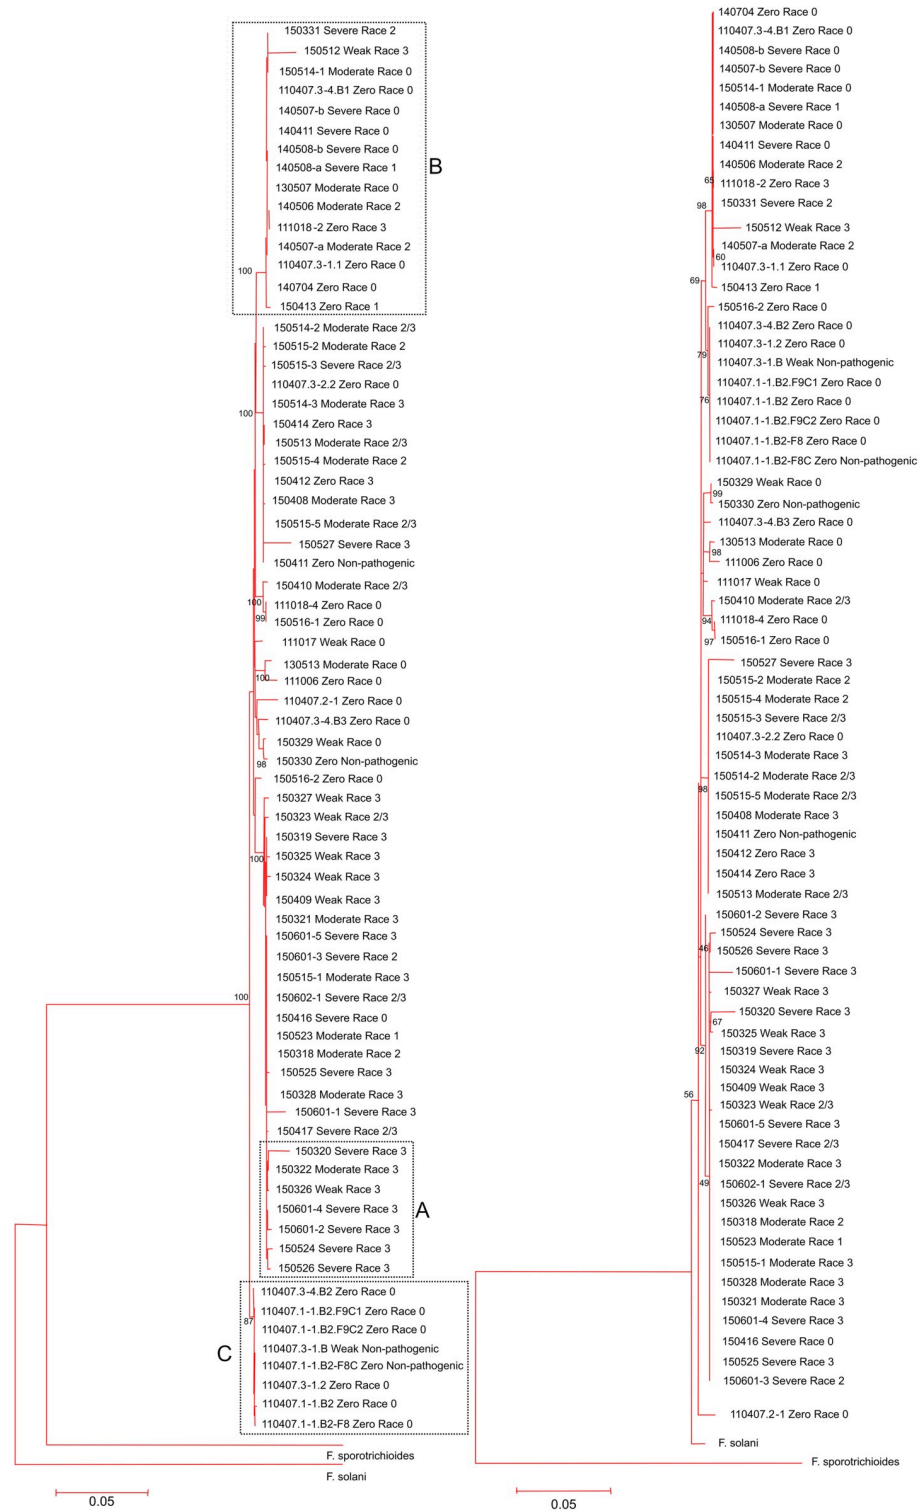 150331 Severe Race 2
150512 Weak Race 3
150514-1 Moderate Race 0
110407.3-4.B1 Zero Race 0
140507-b Severe Race 0
140411 Severe Race 0
140508-b Severe Race 0
140508-a Severe Race 1
130507 Moderate Race 0
140506 Moderate Race 2
111018-2 Zero Race 3
140507-a Moderate Race 2
110407.3-1.1 Zero Race 0
100
140704 Zero Race 0
150413 Zero Race 1
B
150514-2 Moderate Race 2/3
150515-2 Moderate Race 2
150515-3 Severe Race 2/3
110407.3-2.2 Zero Race 0
150514-3 Moderate Race 3
100
150414 Zero Race 3
150513 Moderate Race 2/3
150515-4 Moderate Race 2
150412 Zero Race 3
150408 Moderate Race 3
150515-5 Moderate Race 2/3
150527 Severe Race 3
150411 Zero Non-pathogenic
150410 Moderate Race 2/3
100
111018-4 Zero Race 0
99
150516-1 Zero Race 0
111017 Weak Race 0
130513 Moderate Race 0
100
111006 Zero Race 0
110407.2-1 Zero Race 0
110407.3-4.B3 Zero Race 0
150329 Weak Race 0
150330 Zero Non-pathogenic
98
150516-2 Zero Race 0
150327 Weak Race 3
150323 Weak Race 2/3
150319 Severe Race 3
100
150325 Weak Race 3
150324 Weak Race 3
150409 Weak Race 3
150321 Moderate Race 3
150601-5 Severe Race 3
150601-3 Severe Race 2
150515-1 Moderate Race 3
100
150602-1 Severe Race 2/3
150416 Severe Race 0
150523 Moderate Race 1
150318 Moderate Race 2
150525 Severe Race 3
150328 Moderate Race 3
150601-1 Severe Race 3
150417 Severe Race 2/3
150320 Severe Race 3
150322 Moderate Race 3
150326 Weak Race 3
150601-4 Severe Race 3
A
150601-2 Severe Race 3
150524 Severe Race 3
150526 Severe Race 3
110407.3-4.B2 Zero Race 0
110407.1-1.B2.F9C1 Zero Race 0
87
110407.1-1.B2.F9C2 Zero Race 0
110407.3-1.B Weak Non-pathogenic
C
110407.1-1.B2-F8C Zero Non-pathogenic
110407.3-1.2 Zero Race 0
110407.1-1.B2 Zero Race 0
110407.1-1.B2-F8 Zero Race 0
F. sporotrichioides
F. solani
0.05
140704 Zero Race 0
110407.3-4.B1 Zero Race 0
140508-b Severe Race 0
140507-b Severe Race 0
150514-1 Moderate Race 0
140508-a Severe Race 1
130507 Moderate Race 0
140411 Severe Race 0
140506 Moderate Race 2
65
111018-2 Zero Race 3
98
150331 Severe Race 2
150512 Weak Race 3
140507-a Moderate Race 2
60
110407.3-1.1 Zero Race 0
69
150413 Zero Race 1
150516-2 Zero Race 0
110407.3-4.B2 Zero Race 0
110407.3-1.2 Zero Race 0
79
110407.3-1.B Weak Non-pathogenic
110407.1-1.B2.F9C1 Zero Race 0
76
110407.1-1.B2 Zero Race 0
110407.1-1.B2.F9C2 Zero Race 0
110407.1-1.B2-F8 Zero Race 0
110407.1-1.B2-F8C Zero Non-pathogenic
150329 Weak Race 0
99
150330 Zero Non-pathogenic
110407.3-4.B3 Zero Race 0
130513 Moderate Race 0
98
111006 Zero Race 0
111017 Weak Race 0
150410 Moderate Race 2/3
94
111018-4 Zero Race 0
97
150516-1 Zero Race 0
150527 Severe Race 3
150515-2 Moderate Race 2
150515-4 Moderate Race 2
150515-3 Severe Race 2/3
110407.3-2.2 Zero Race 0
150514-3 Moderate Race 3
150514-2 Moderate Race 2/3
98
150515-5 Moderate Race 2/3
150408 Moderate Race 3
150411 Zero Non-pathogenic
150412 Zero Race 3
150414 Zero Race 3
150513 Moderate Race 2/3
150601-2 Severe Race 3
150524 Severe Race 3
46
150526 Severe Race 3
150601-1 Severe Race 3
150327 Weak Race 3
150320 Severe Race 3
67
150325 Weak Race 3
92
150319 Severe Race 3
150324 Weak Race 3
150409 Weak Race 3
56
150323 Weak Race 2/3
150601-5 Severe Race 3
150417 Severe Race 2/3
150322 Moderate Race 3
49
150602-1 Severe Race 2/3
150326 Weak Race 3
150318 Moderate Race 2
150523 Moderate Race 1
150515-1 Moderate Race 3
150328 Moderate Race 3
150321 Moderate Race 3
150601-4 Severe Race 3
150416 Severe Race 0
150525 Severe Race 3
150601-3 Severe Race 2
110407.2-1 Zero Race 0
F. solani
F. sporotrichioides
0.05